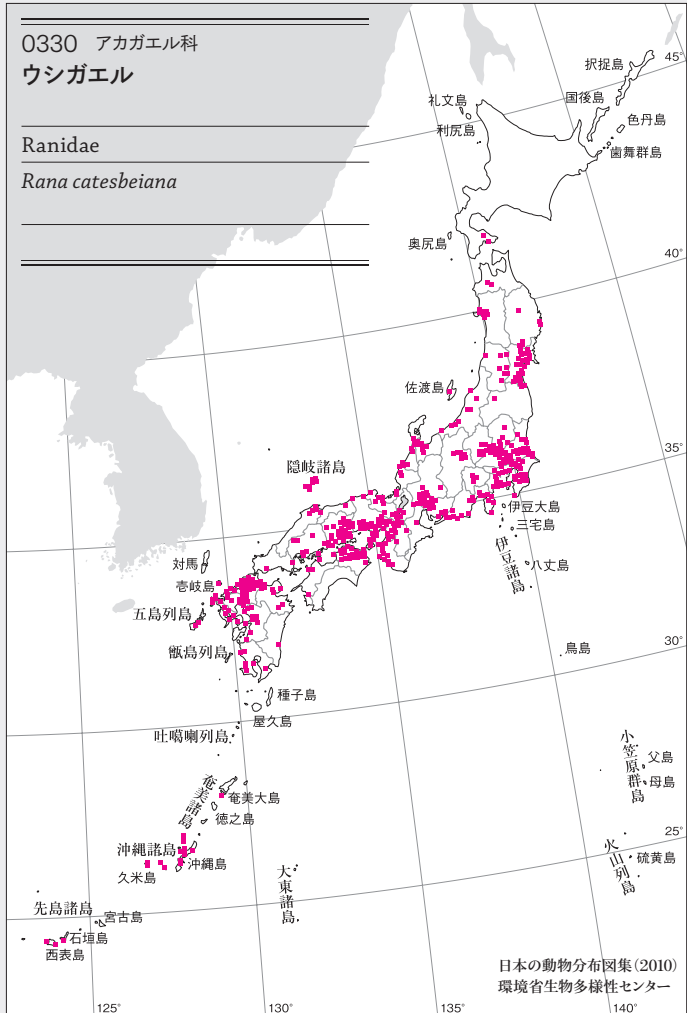 0330 アカガエル科
ウシガエル
Ranidae
Rana catesbeiana
択捉島
45°
国後島
礼文島
色丹島
利尻島
歯舞群島
奥尻島
40°
佐渡島
35°
隠岐諸島
伊豆大島
三宅島
伊豆諸島
八丈島
対馬
壱岐島
五島列島
甑島列島
鳥島
30°
種子島
屋久島
吐噶喇列島
小笠原群島
父島
母島
奄美諸島
奄美大島
徳之島
25°
沖縄諸島
沖縄島
久米島
火山列島
硫黄島
大東諸島
先島諸島
宮古島
石垣島
西表島
日本の動物分布図集(2010)
環境省生物多様性センター
125°
130°
135°
140°